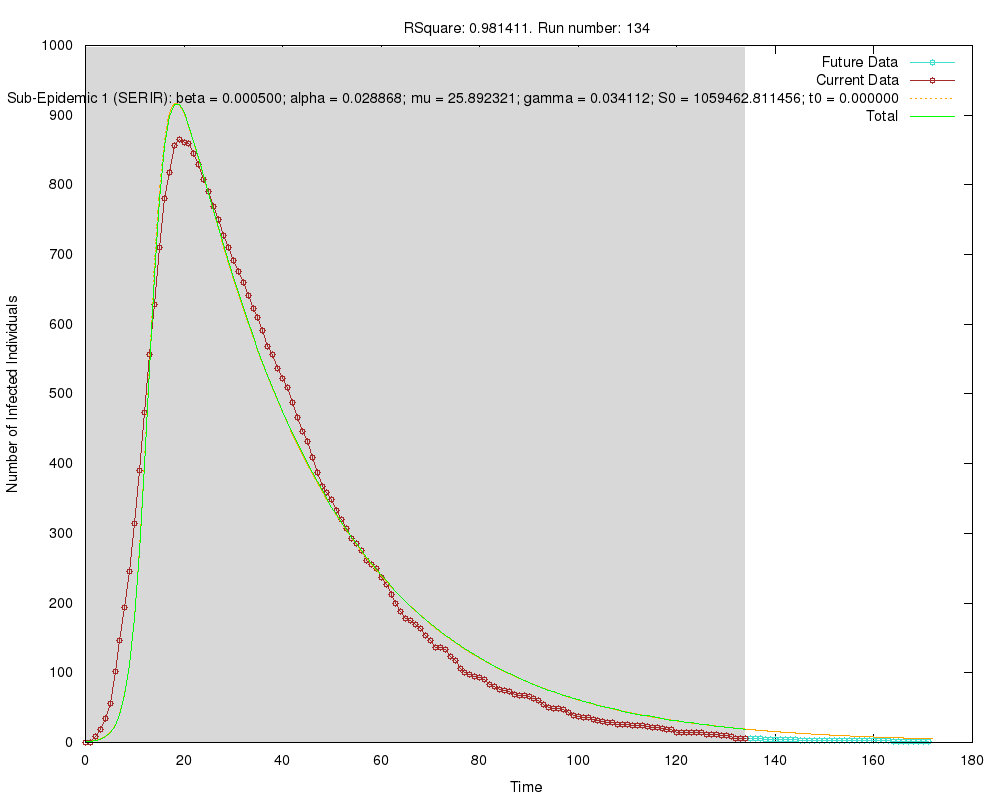 RSquare: 0.981411. Run number: 134
1000
900
800
700
600
500
400
300
200
100
0
Number of Infected Individuals
Future Data
Current Data
Sub-Epidemic 1 (SERIR): beta = 0.000500; alpha = 0.028868; mu = 25.892321; gamma = 0.034112; S0 = 1059462.811456; t0 = 0.000000
Total
0 20 40 60 80 100 120 140 160 180
Time